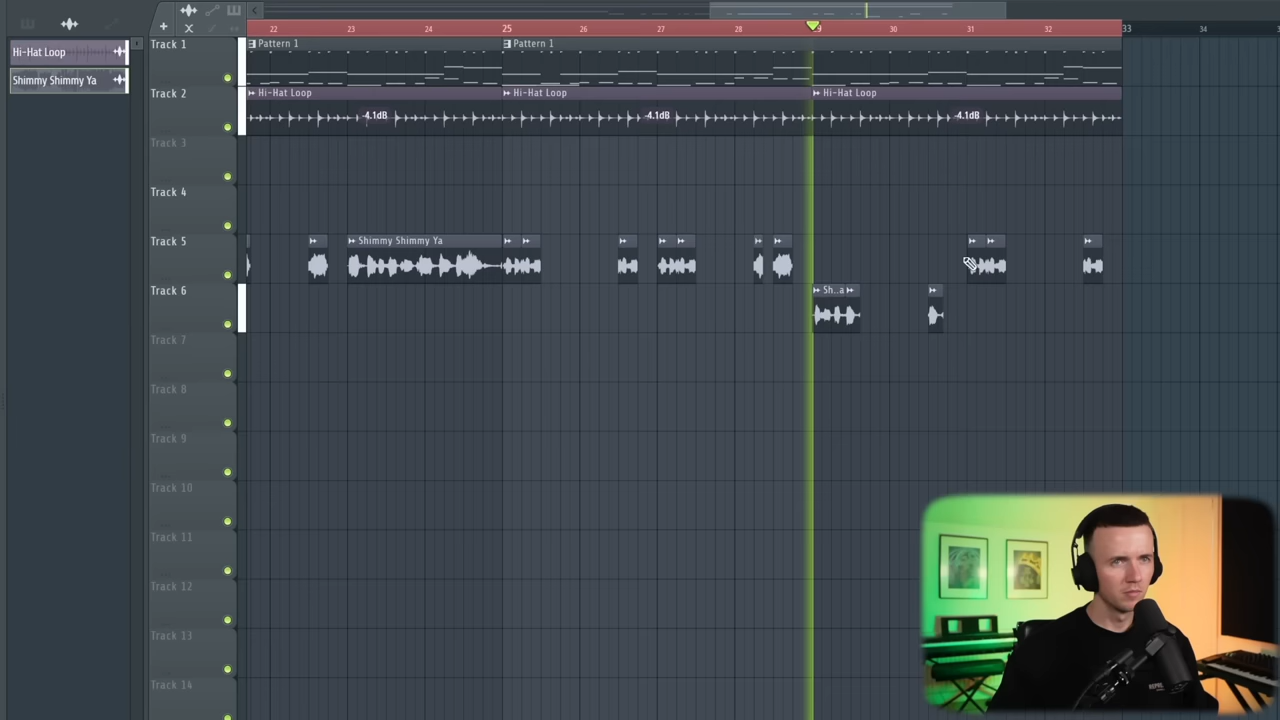 22 23 24 25 26 27 28 29 30 31 32 33 34
Hi-Hat Loop
Shimmy Shimmy Ya
Track 1
Pattern 1
Pattern 1
Track 2
Hi-Hat Loop
Hi-Hat Loop
Hi-Hat Loop
-4.1dB
-4.1dB
-4.1dB
Track 3
Track 4
Track 5
Shimmy Shimmy Ya
Track 6
Sh..a
Track 7
Track 8
Track 9
Track 10
Track 11
Track 12
Track 13
Track 14